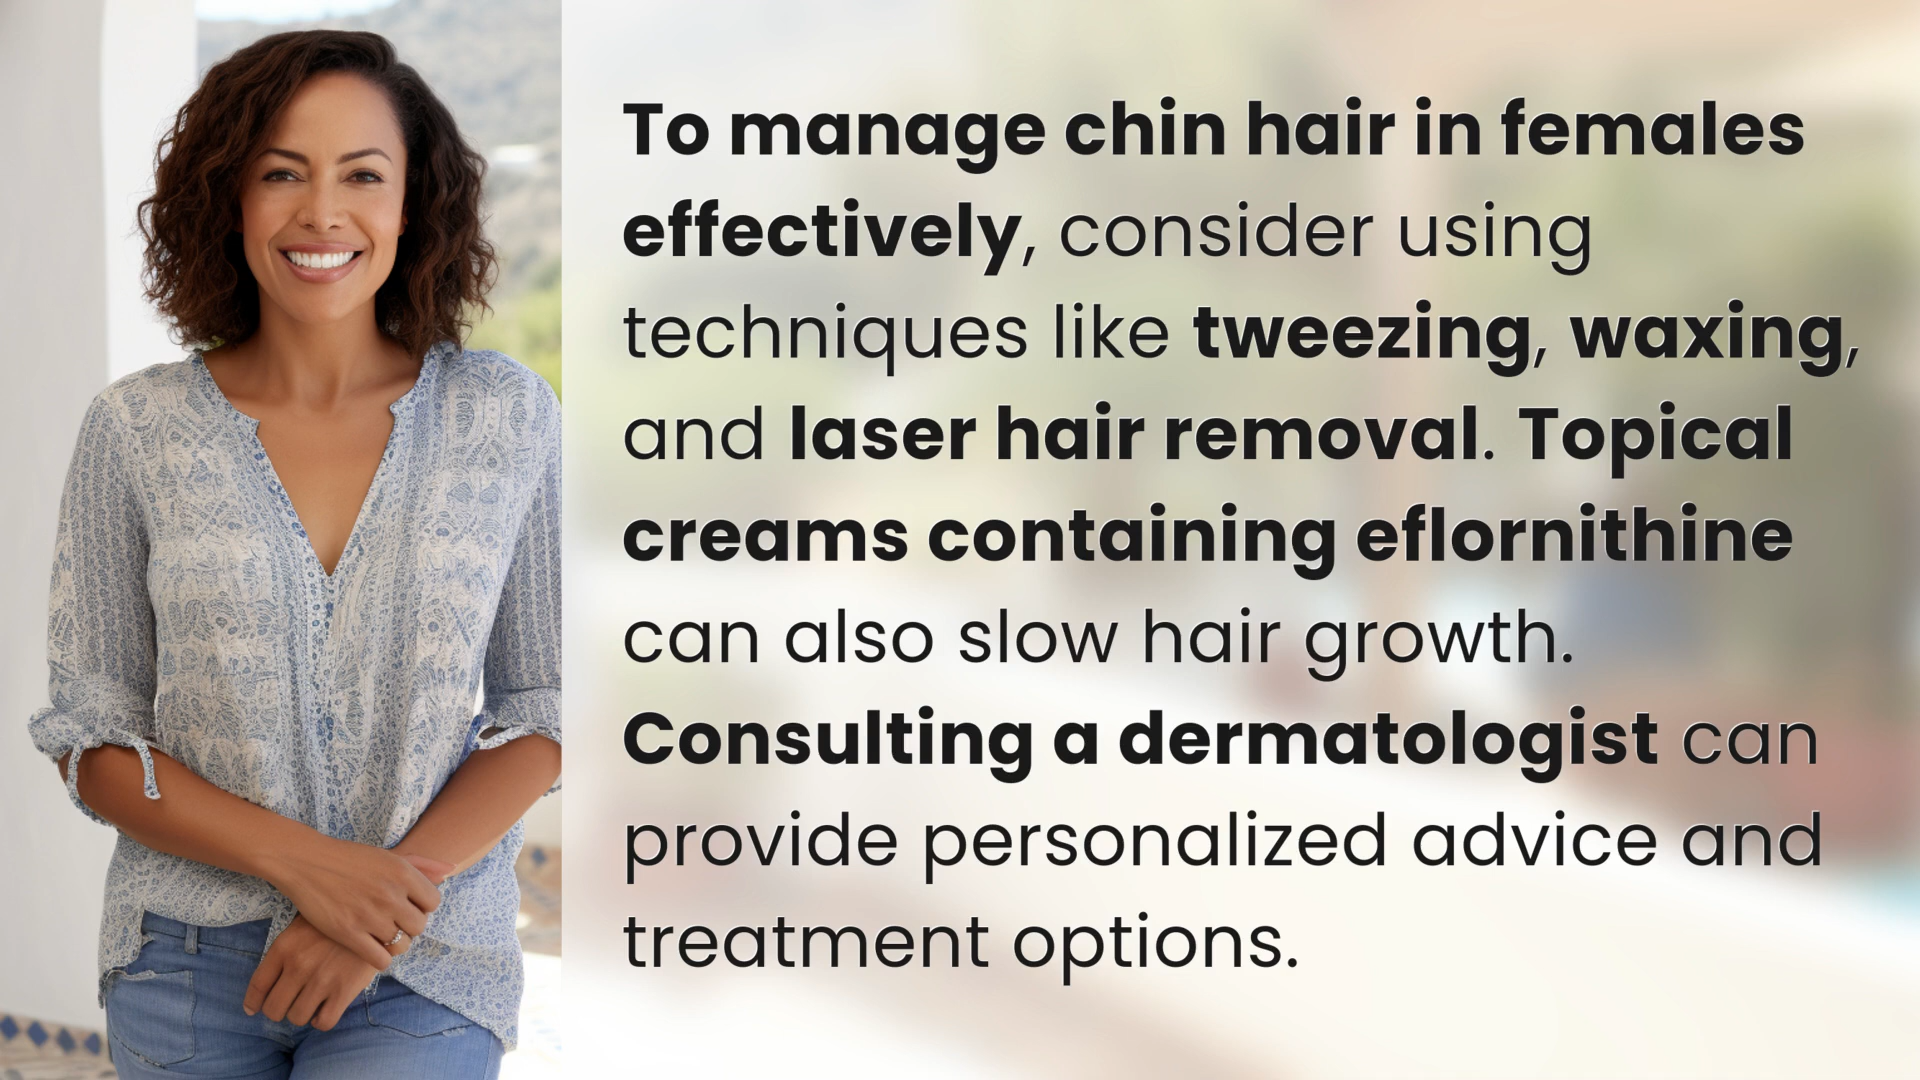 To manage chin hair in females
effectively, consider using
techniques like tweezing, waxing,
and laser hair removal. Topical
creams containing eflornithine
can also slow hair growth.
Consulting a dermatologist can
provide personalized advice and
treatment options.